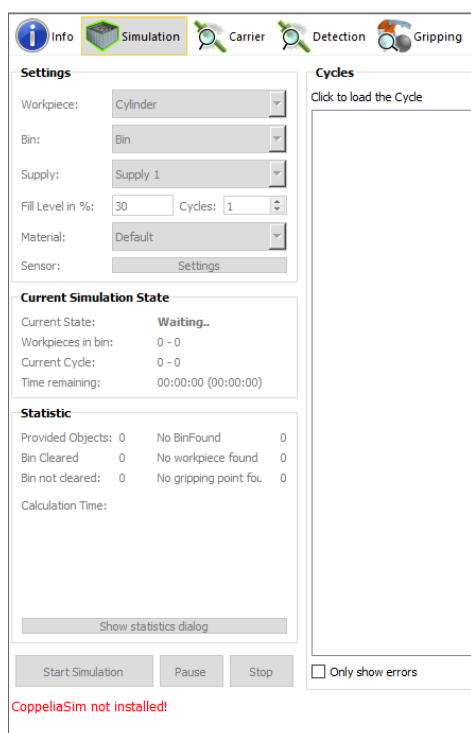 Info Simulation Carrier Detection Gripping
Settings
Workpiece: Cylinder
Bin: Bin
Supply: Supply 1
Fill Level in %: 30 Cycles: 1
Material: Default
Sensor: Settings
Current Simulation State
Current State: Waiting..
Workpieces in bin: 0 - 0
Current Cycle: 0 - 0
Time remaining: 00:00:00 (00:00:00)
Statistic
Provided Objects: 0 No BinFound 0
Bin Cleared 0 No workpiece found 0
Bin not cleared: 0 No gripping point fou 0
Calculation Time:
Show statistics dialog
Start Simulation Pause Stop
CoppeliaSim not installed!
Cycles
Click to load the Cycle
Only show errors